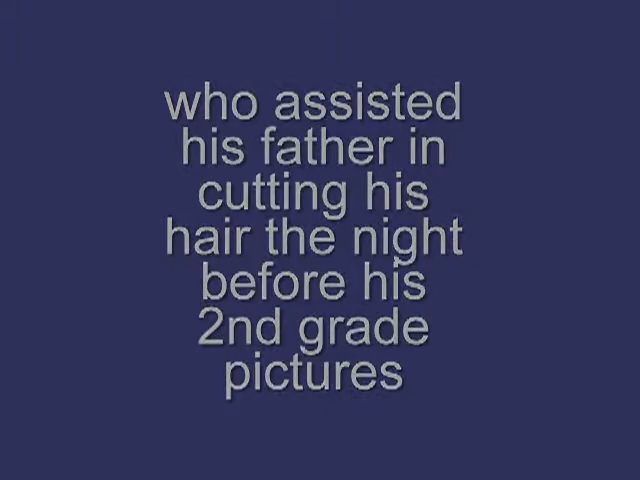 who assisted
his father in
cutting his
hair the night
before his
2nd grade
pictures